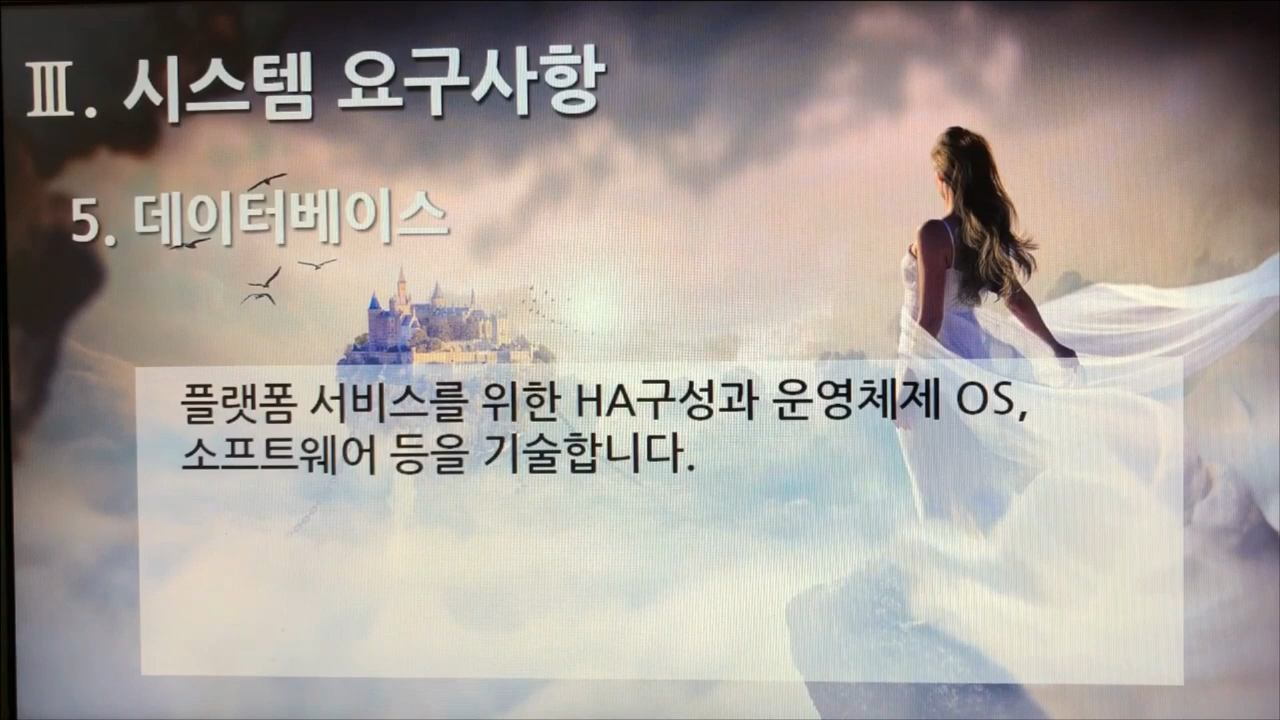 Ⅲ. 시스템 요구사항
5. 데이터베이스
플랫폼 서비스를 위한 HA구성과 운영체제 OS,
소프트웨어 등을 기술합니다.